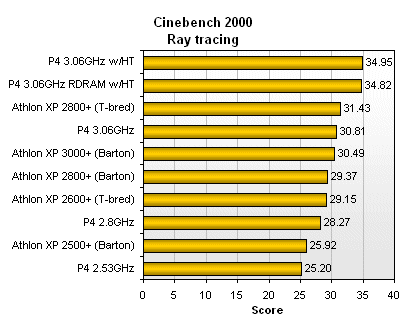 Cinebench 2000
Ray tracing
P4 3.06GHz w/HT 34.95
P4 3.06GHz RDRAM w/HT 34.82
Athlon XP 2800+ (T-bred) 31.43
P4 3.06GHz 30.81
Athlon XP 3000+ (Barton) 30.49
Athlon XP 2800+ (Barton) 29.37
Athlon XP 2600+ (T-bred) 29.15
P4 2.8GHz 28.27
Athlon XP 2500+ (Barton) 25.92
P4 2.53GHz 25.20
0 5 10 15 20 25 30 35 40
Score